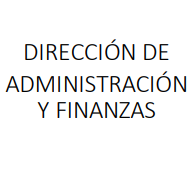 DIRECCIÓN DE
ADMINISTRACIÓN
Y FINANZAS